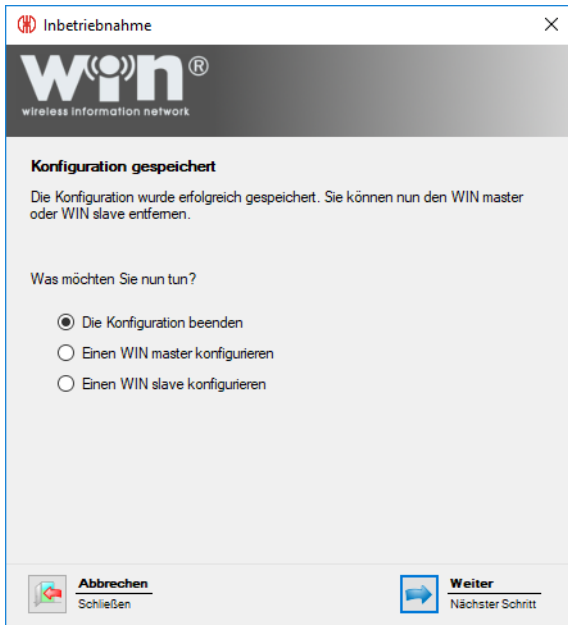 Inbetriebnahme
WIN®
wireless information network
Konfiguration gespeichert
Die Konfiguration wurde erfolgreich gespeichert. Sie können nun den WIN master
oder WIN slave entfernen.
Was möchten Sie nun tun?
Die Konfiguration beenden
Einen WIN master konfigurieren
Einen WIN slave konfigurieren
Abbrechen
Schließen
Weiter
Nächster Schritt